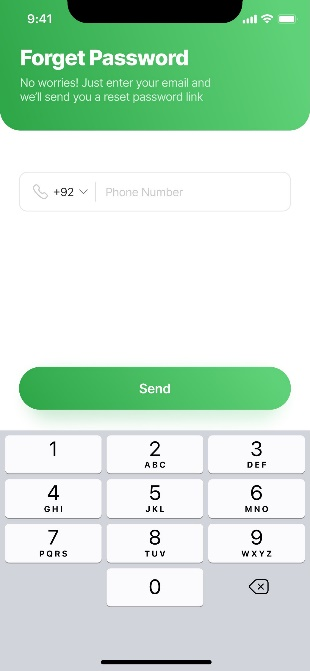 9:41
Forget Password
No worries! Just enter your email and
we'll send you a reset password link
+92 Phone Number
Send
1 2 3
ABC DEF
4 5 6
GHI JKL MNO
7 8 9
PQRS TUV WXYZ
0